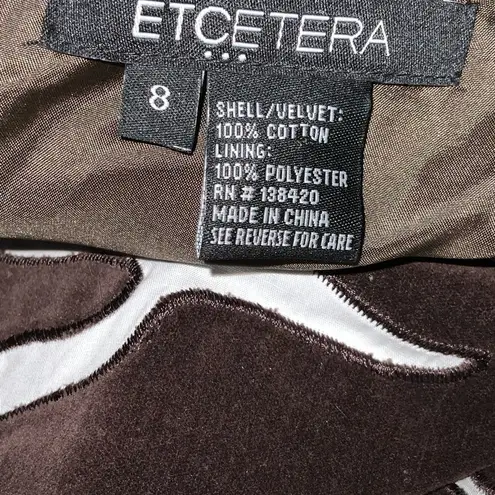 ETCETERA
8
SHELL/VELVET:
100% COTTON
LINING:
100% POLYESTER
RN # 138420
MADE IN CHINA
SEE REVERSE FOR CARE